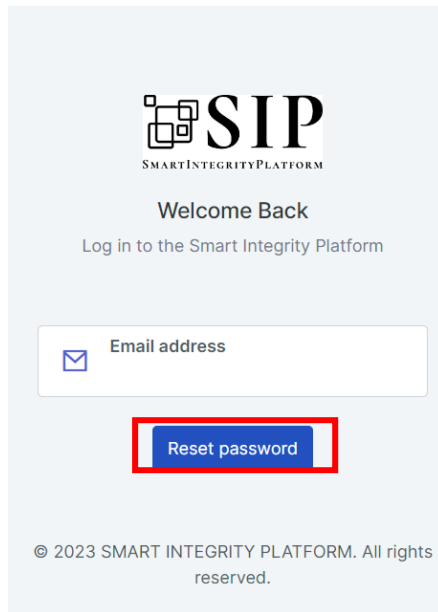 SIP
SMARTINTEGRITYPLATFORM
Welcome Back
Log in to the Smart Integrity Platform
Email address
Reset password
© 2023 SMART INTEGRITY PLATFORM. All rights
reserved.